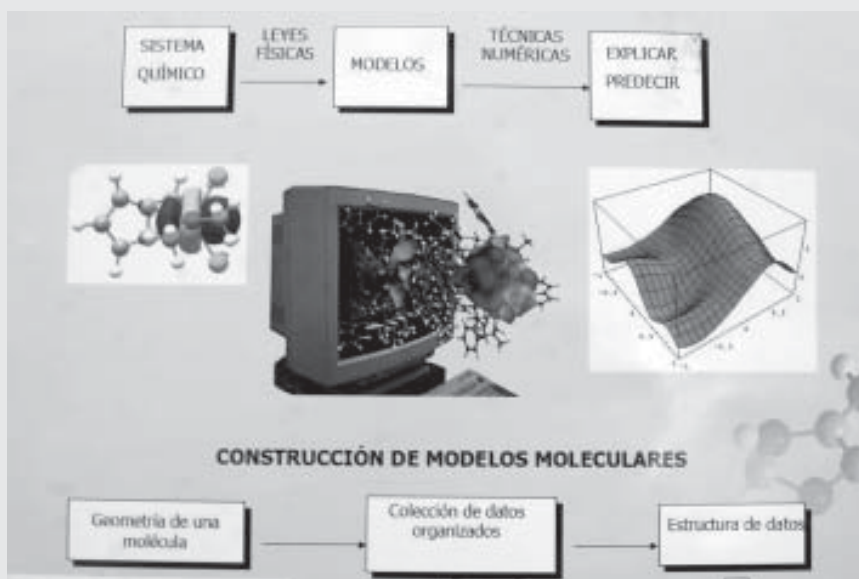 SISTEMA
QUÍMICO
LEYES
FÍSICAS
MODELOS
TÉCNICAS
NUMÉRICAS
EXPLICAR
PREDECIR
CONSTRUCCIÓN DE MODELOS MOLECULARES
Geometría de una
molécula
Colección de datos
organizados
Estructura de datos